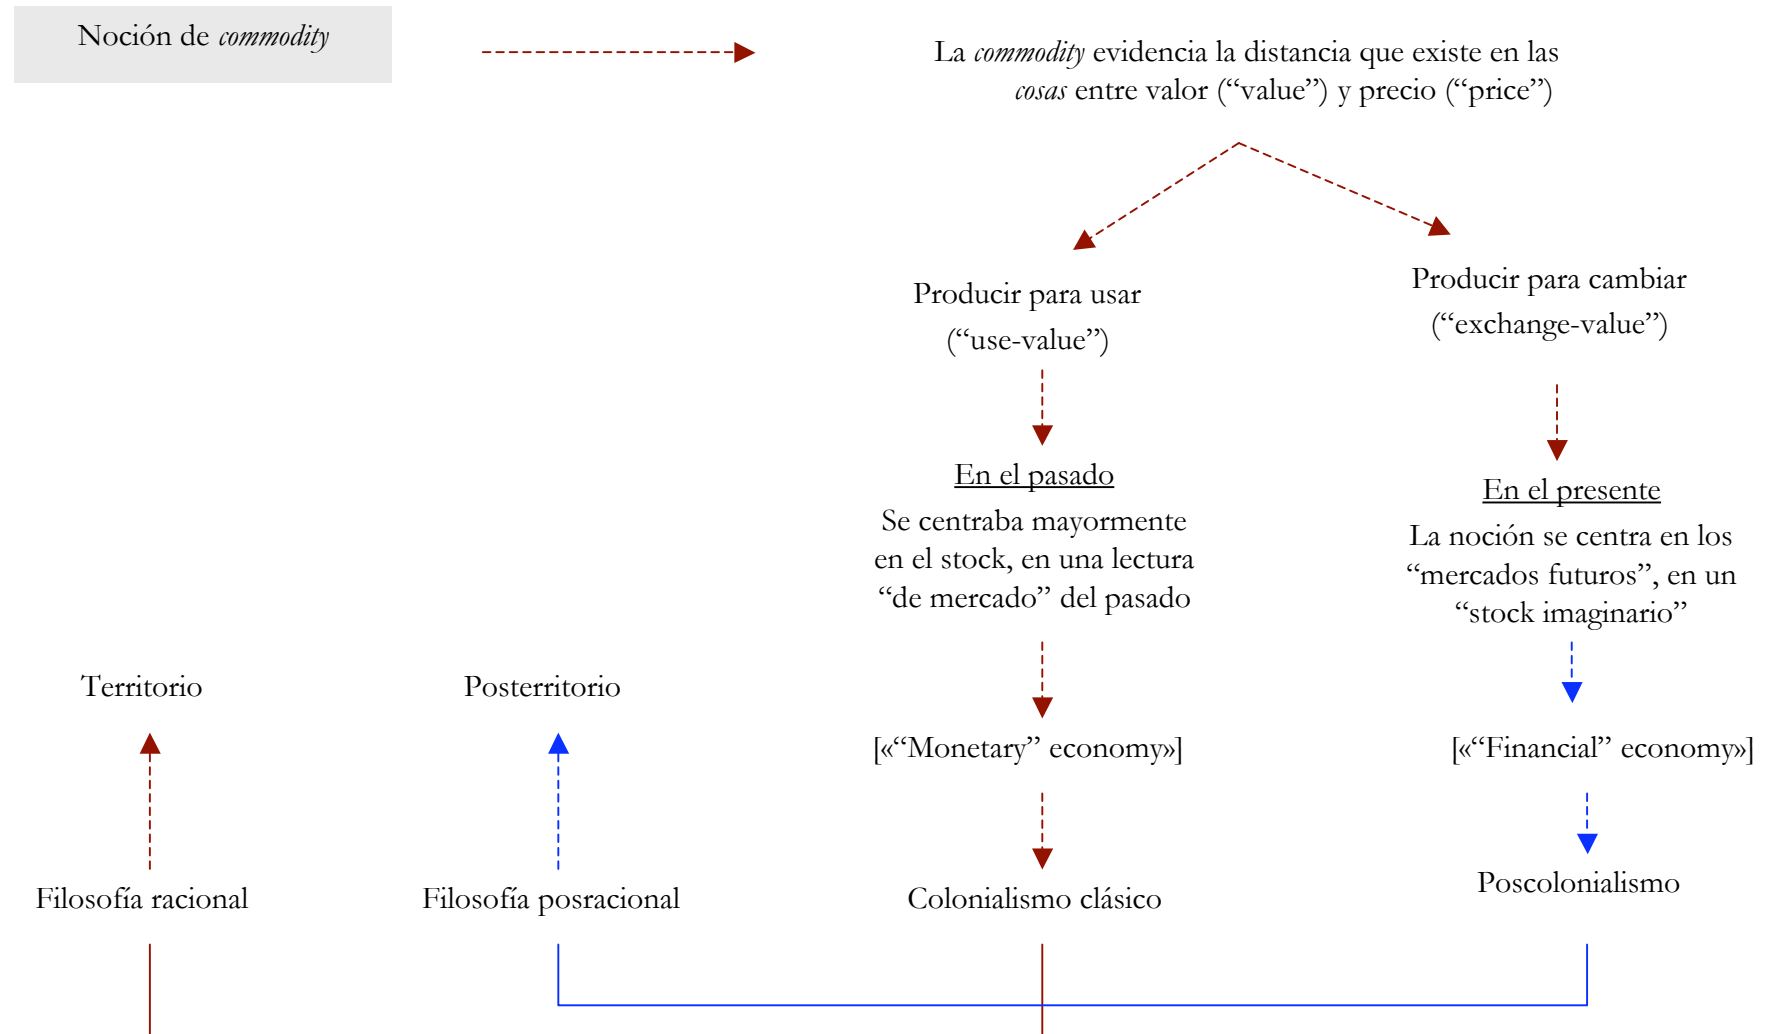 Noción de commodity
La commodity evidencia la distancia que existe en las
cosas entre valor (“value”) y precio (“price”)
Producir para usar
(“use-value”)
Producir para cambiar
(“exchange-value”)
En el pasado
Se centraba mayormente
en el stock, en una lectura
“de mercado” del pasado
En el presente
La noción se centra en los
“mercados futuros”, en un
“stock imaginario”
Territorio
Posterritorio
[«“Monetary” economy»]
[«“Financial” economy»]
Filosofía racional
Filosofía posracional
Colonialismo clásico
Poscolonialismo